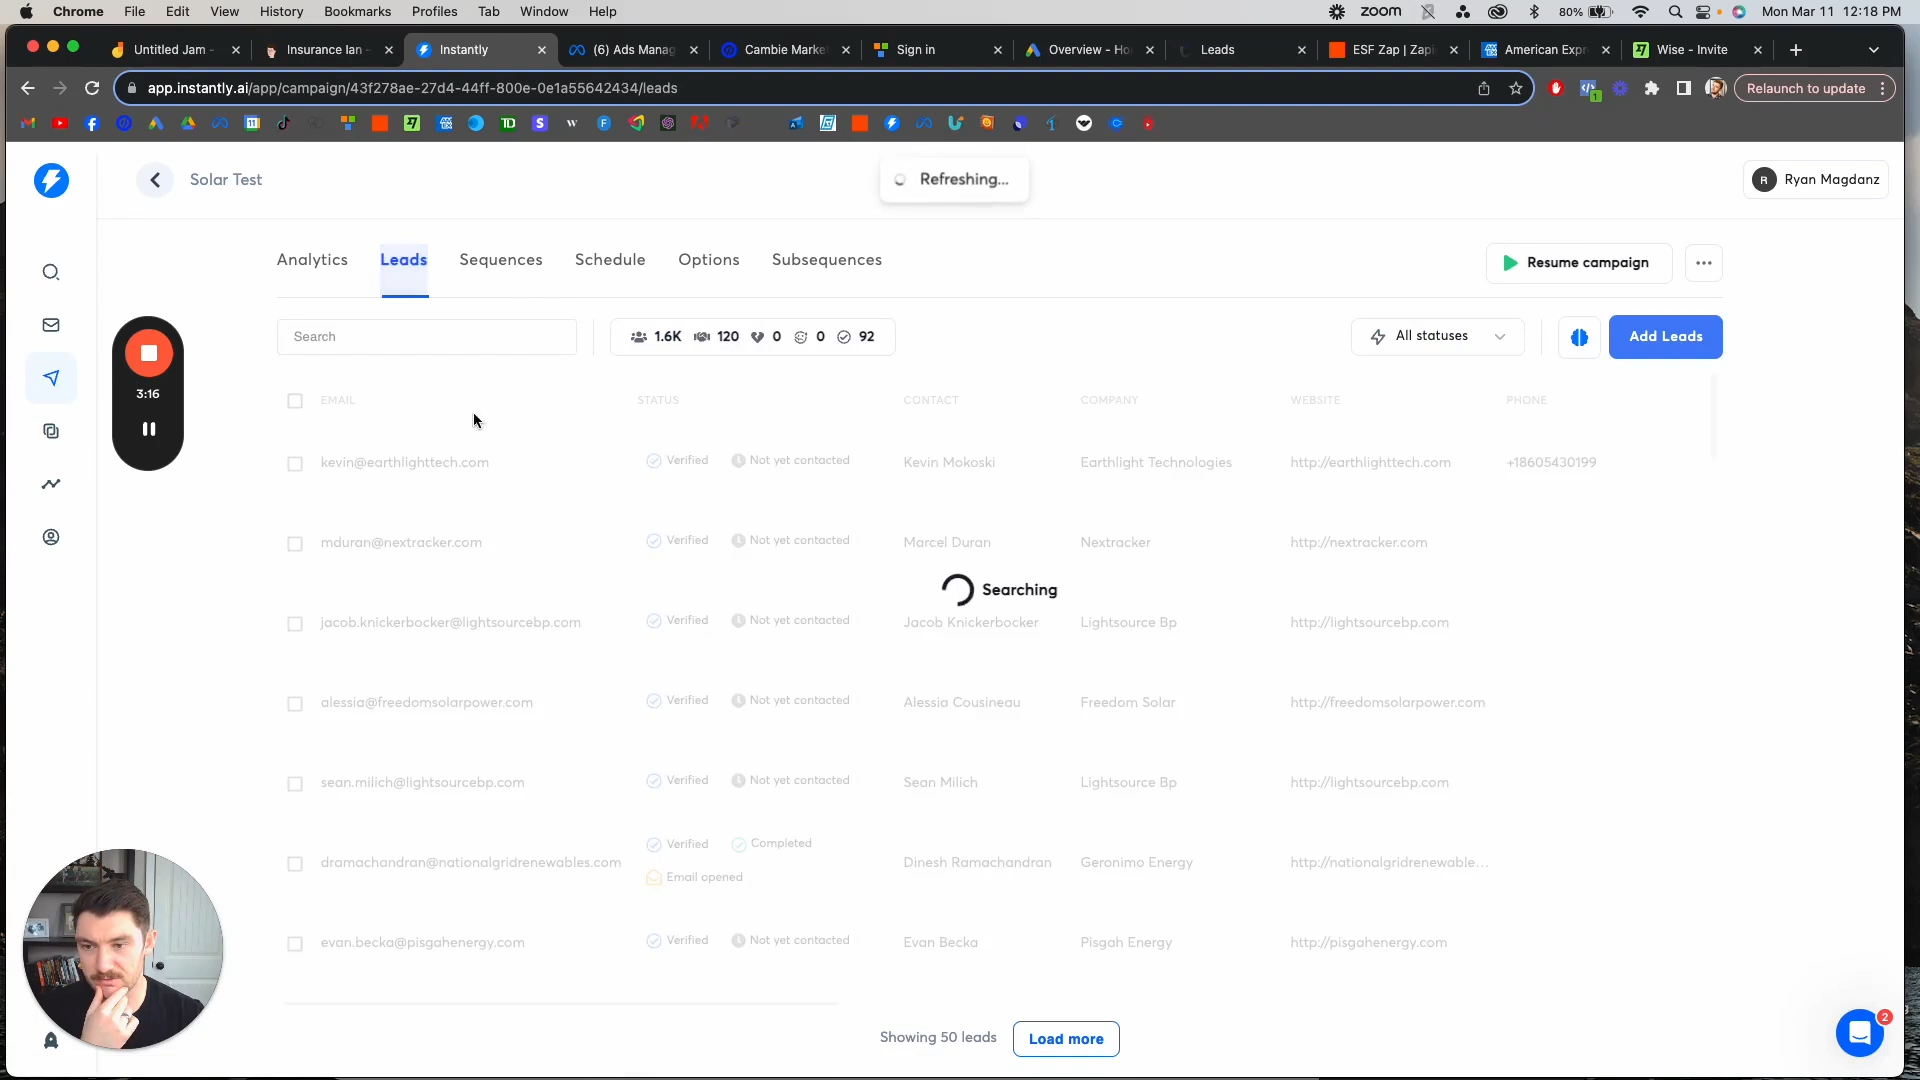 Chrome File Edit View History Bookmarks Profiles Tab Window Help zoom 80% Mon Mar 11 12:18 PM
Untitled Jam - Insurance Ian - Instantly (6) Ads Manag Cambie Marke Sign in Overview - Ho Leads ESF Zap | Zapi American Expr Wise - Invite
app.instantly.ai/app/campaign/43f278ae-27d4-44ff-800e-0e1a55642434/leads Relaunch to update
Solar Test Refreshing... R Ryan Magdanz
Analytics Leads Sequences Schedule Options Subsequences Resume campaign
Search 1.6K 120 0 0 92 All statuses Add Leads
3:16
EMAIL STATUS CONTACT COMPANY WEBSITE PHONE
kevin@earthlighttech.com Verified Not yet contacted Kevin Mokoski Earthlight Technologies http://earthlighttech.com +18605430199
mduran@nextracker.com Verified Not yet contacted Marcel Duran Nextracker http://nextracker.com
Searching
jacob.knickerbocker@lightsourcebp.com Verified Not yet contacted Jacob Knickerbocker Lightsource Bp http://lightsourcebp.com
alessia@freedomsolarpower.com Verified Not yet contacted Alessia Cousineau Freedom Solar http://freedomsolarpower.com
sean.milich@lightsourcebp.com Verified Not yet contacted Sean Milich Lightsource Bp http://lightsourcebp.com
dramachandran@nationalgridrenewables.com Verified Completed Email opened Dinesh Ramachandran Geronimo Energy http://nationalgridrenewable...
evan.becka@pisgahenergy.com Verified Not yet contacted Evan Becka Pisgah Energy http://pisgahenergy.com
Showing 50 leads Load more
2